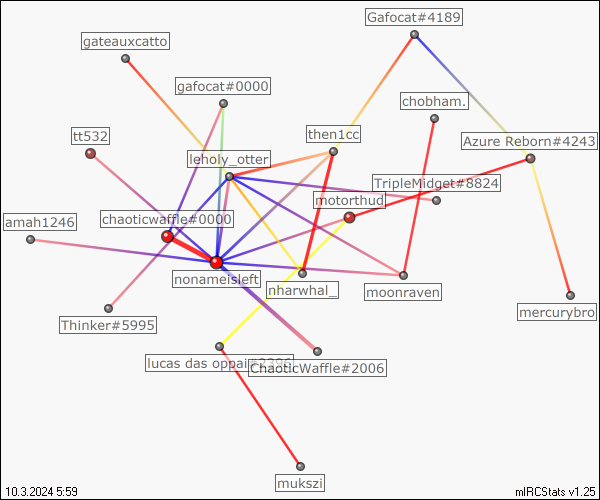 Gafocat#4189
gateauxcatto
gafocat#0000
chobham.
tt532
then1cc
Azure Reborn#4243
leholy_otter
TripleMidget#8824
motorthud
chaoticwaffle#0000
amah1246
nonameisleft
nharwhal_
moonraven
mercurybro
Thinker#5995
lucas das oppai
ChaoticWaffle#2006
mukszi
10.3.2024 5:59
mIRCStats v1.25